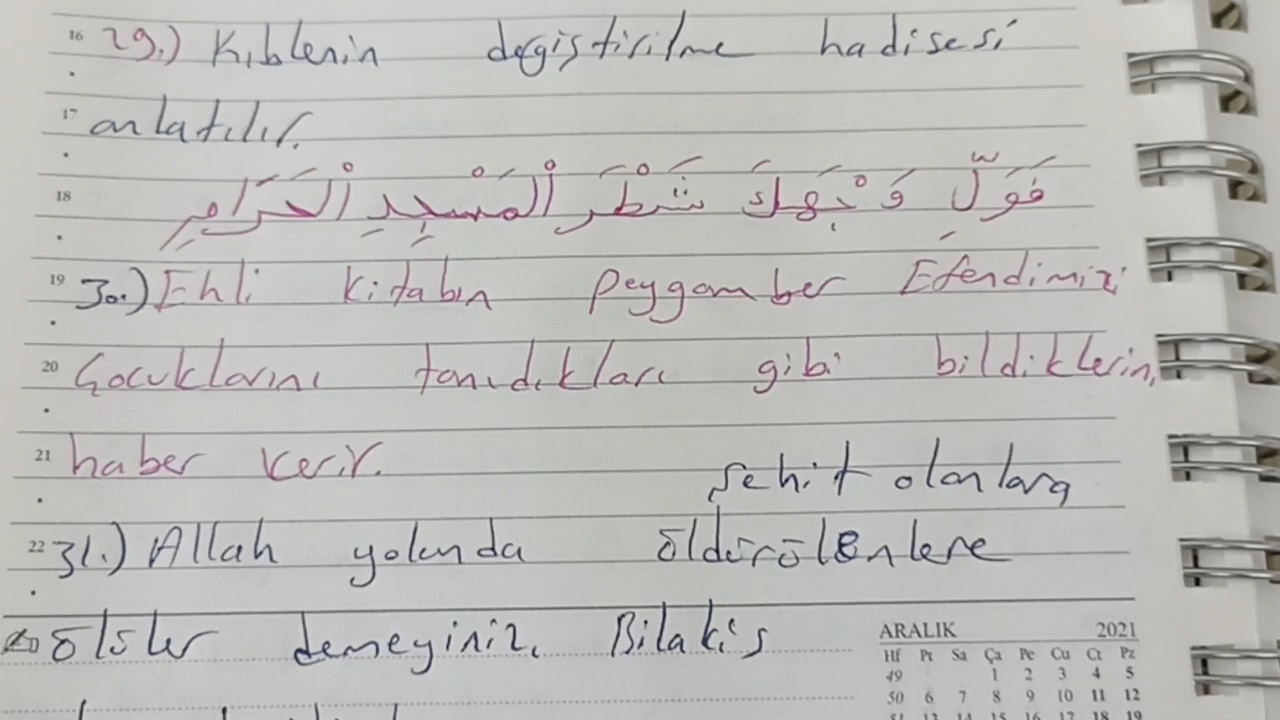 16 29.) Kıblenin değiştirilme hadisesi
17 anlatılır.
18 فَوَلِّ وَجْهَكَ شَطْرَ الْمَسْجِدِ الْحَرَامِ
19 30.) Ehli kitabın Peygamber Efendimizi
20 Çocuklarını tanıdıkları gibi bildiklerini
21 haber verir.
şehit olanlara
22 31.) Allah yolunda öldürülenlere
ölüler demeyiniz. Bilakis
ARALIK 2021
Hf Pt Sa Ça Pe Cu Ct Pz
49 1 2 3 4 5
50 6 7 8 9 10 11 12